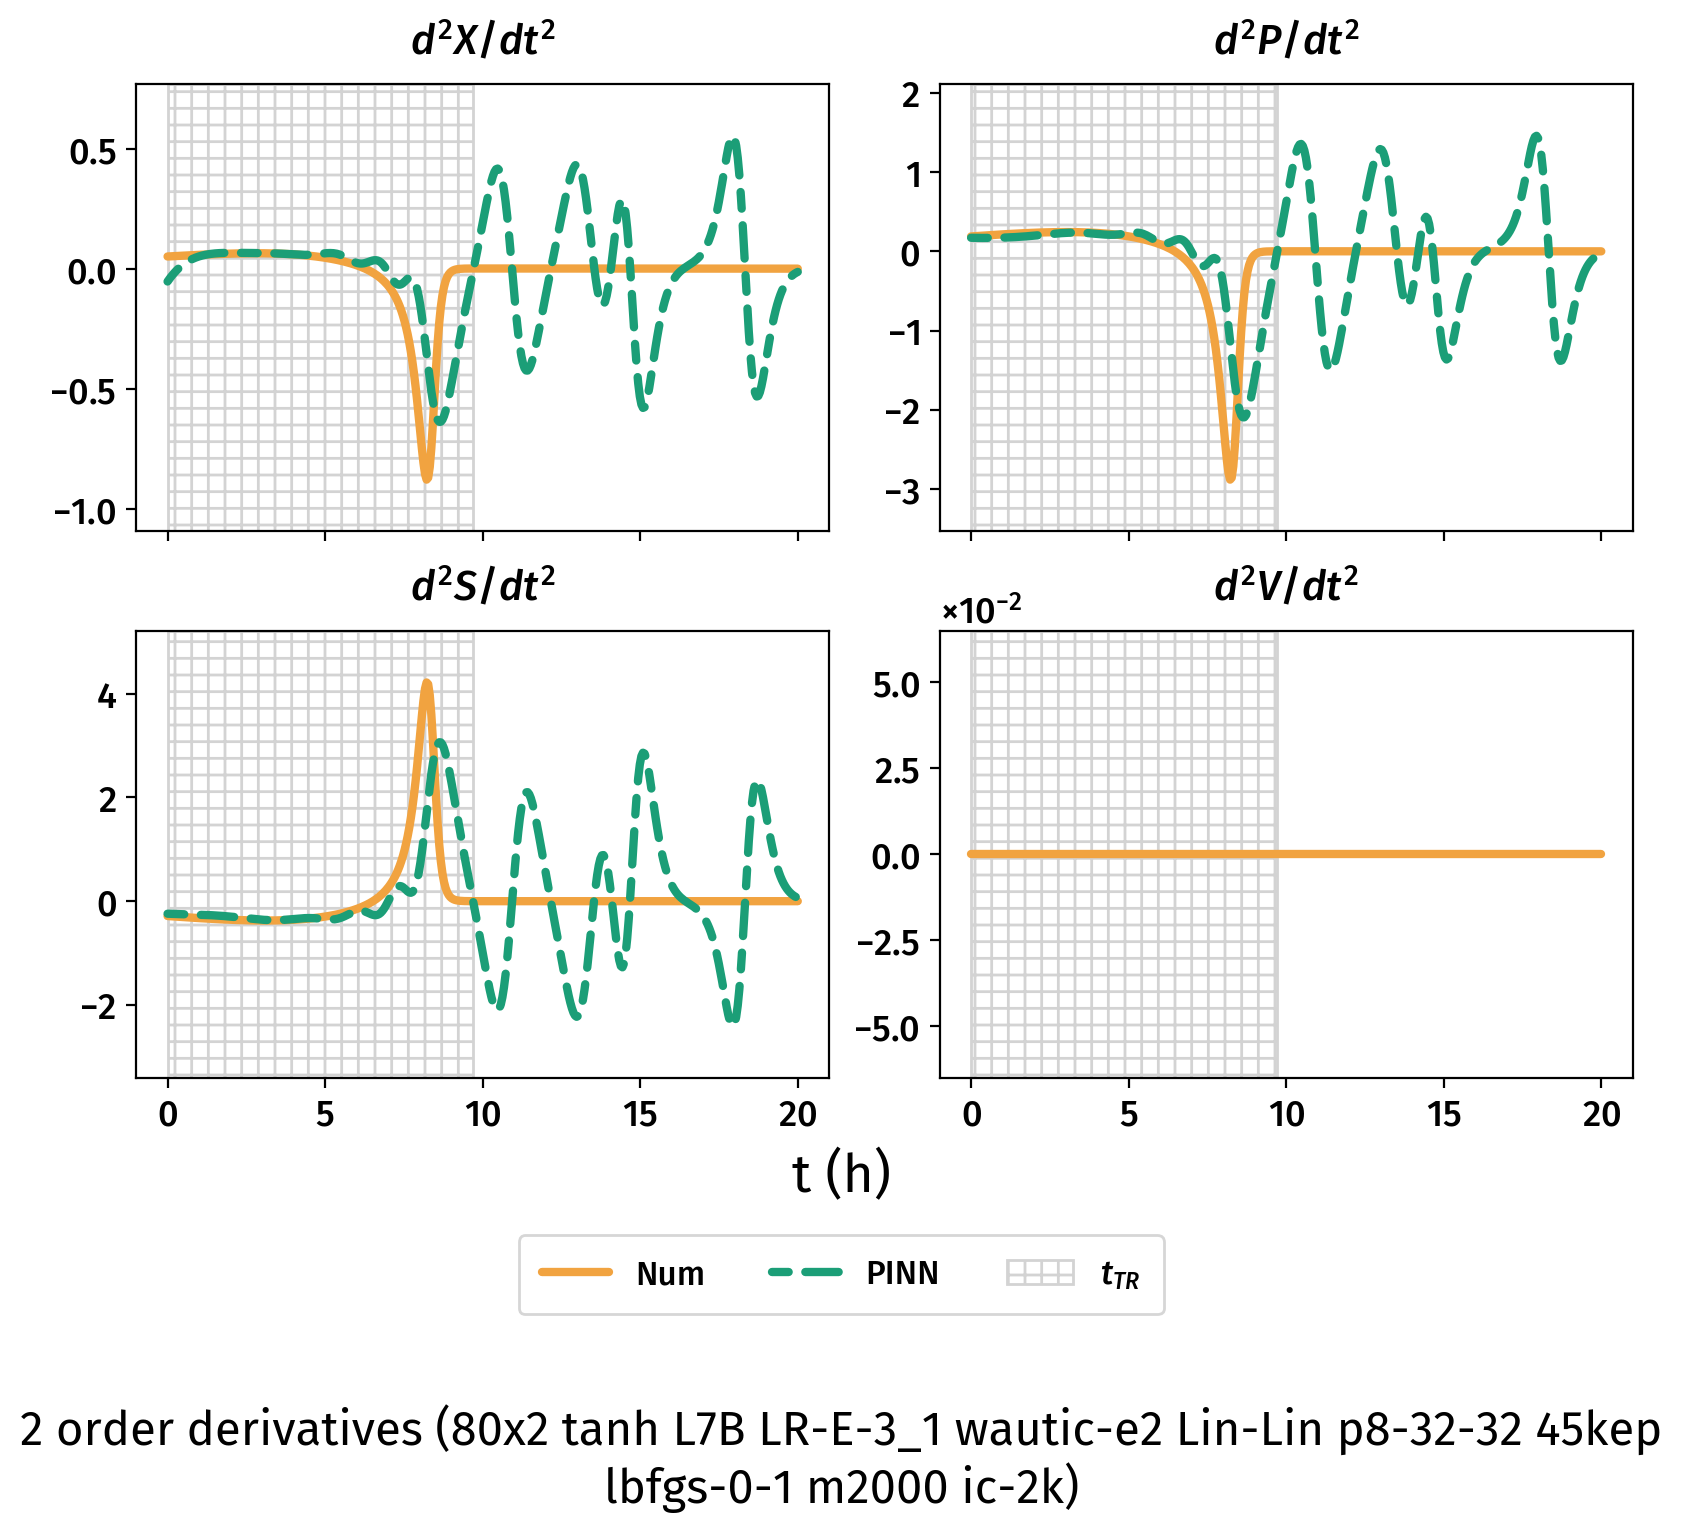 d²X/dt²
d²P/dt²
0.5
0.0
−0.5
−1.0
2
1
0
−1
−2
−3
d²S/dt²
d²V/dt²
×10⁻²
4
2
0
−2
5.0
2.5
0.0
−2.5
−5.0
0 5 10 15 20
0 5 10 15 20
t (h)
Num PINN t_TR
2 order derivatives (80x2 tanh L7B LR-E-3_1 wautic-e2 Lin-Lin p8-32-32 45kep
lbfgs-0-1 m2000 ic-2k)